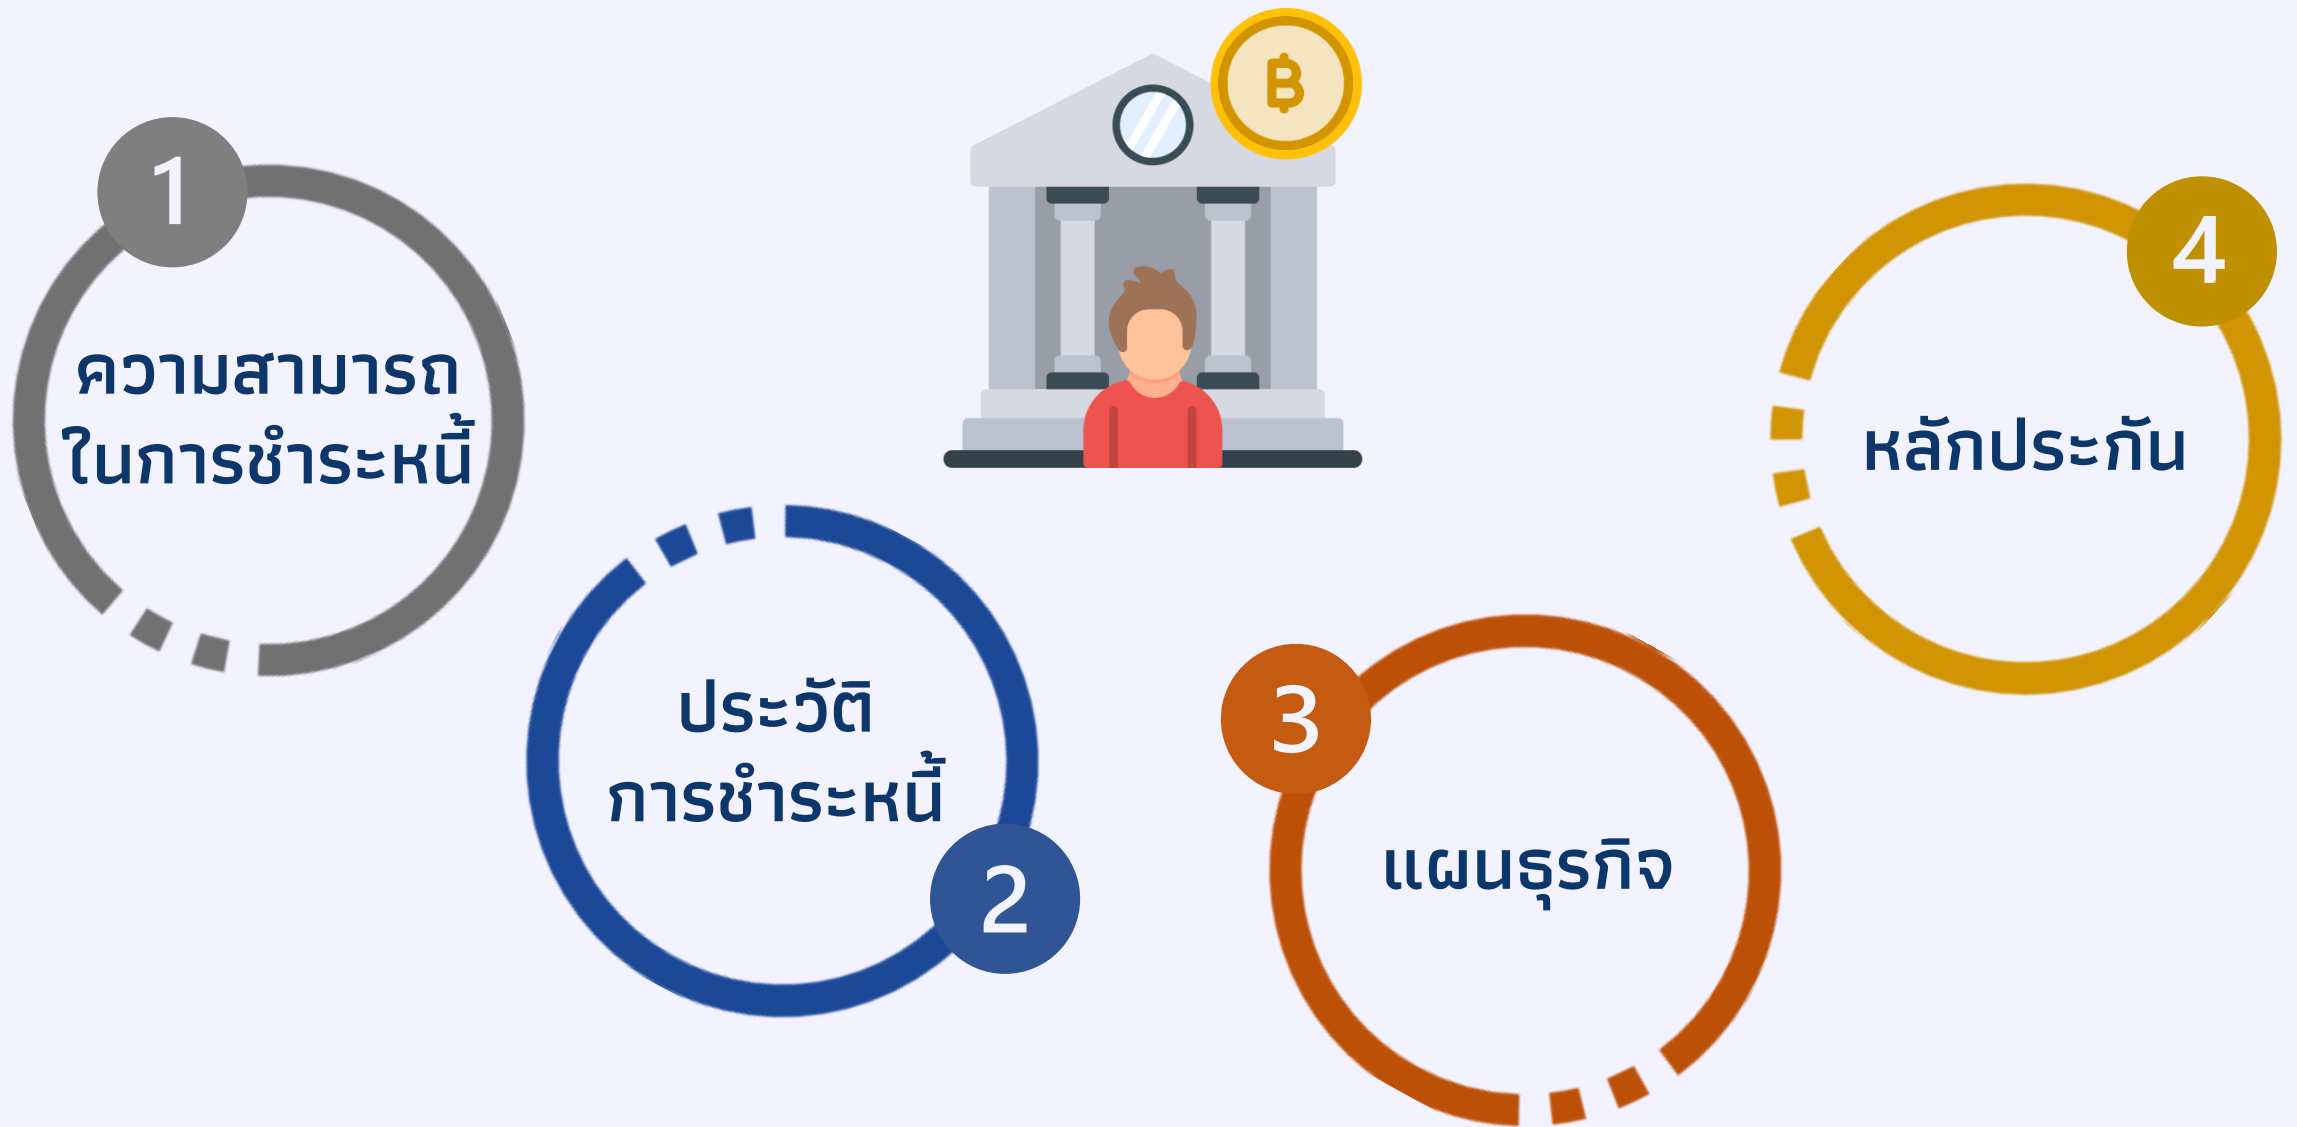 1
ความสามารถ
ในการชำระหนี้
2
ประวัติ
การชำระหนี้
3
แผนธุรกิจ
4
หลักประกัน
฿